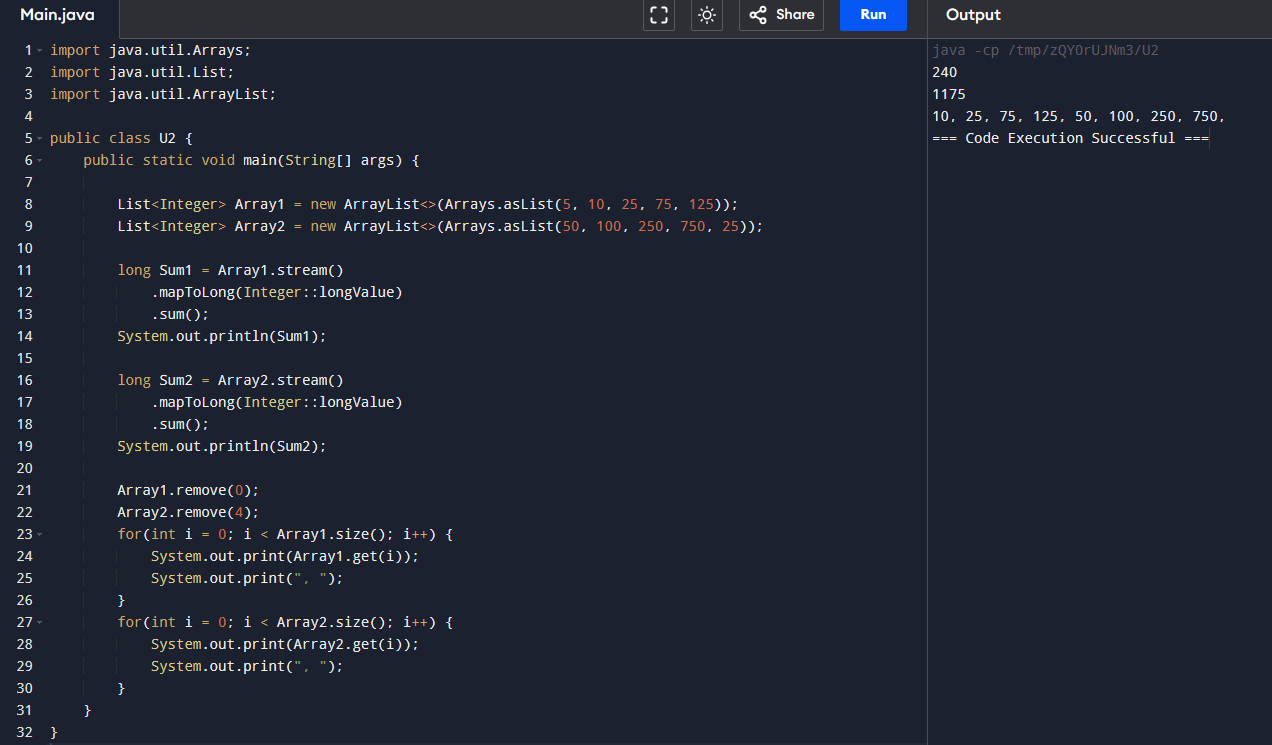 Main.java
Share
Run
Output
1 import java.util.Arrays;
2 import java.util.List;
3 import java.util.ArrayList;
4
5 public class U2 {
6     public static void main(String[] args) {
7
8         List<Integer> Array1 = new ArrayList<>(Arrays.asList(5, 10, 25, 75, 125));
9         List<Integer> Array2 = new ArrayList<>(Arrays.asList(50, 100, 250, 750, 25));
10
11         long Sum1 = Array1.stream()
12             .mapToLong(Integer::longValue)
13             .sum();
14         System.out.println(Sum1);
15
16         long Sum2 = Array2.stream()
17             .mapToLong(Integer::longValue)
18             .sum();
19         System.out.println(Sum2);
20
21         Array1.remove(0);
22         Array2.remove(4);
23         for(int i = 0; i < Array1.size(); i++) {
24             System.out.print(Array1.get(i));
25             System.out.print(", ");
26         }
27         for(int i = 0; i < Array2.size(); i++) {
28             System.out.print(Array2.get(i));
29             System.out.print(", ");
30         }
31     }
32 }
java -cp /tmp/zQY0rUJNm3/U2
240
1175
10, 25, 75, 125, 50, 100, 250, 750,
=== Code Execution Successful ===